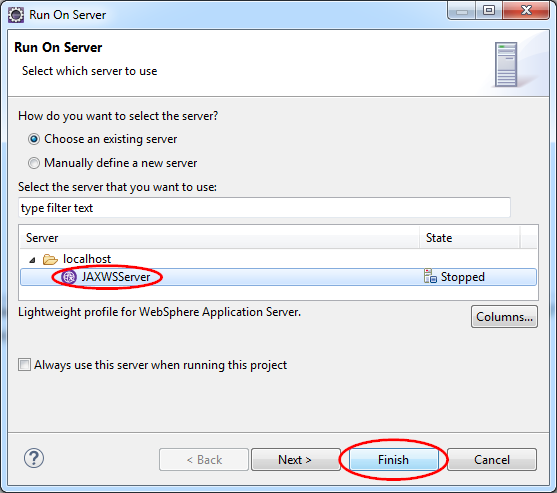 Run On Server
Run On Server
Select which server to use
How do you want to select the server?
Choose an existing server
Manually define a new server
Select the server that you want to use:
type filter text
Server State
localhost
JAXWSServer Stopped
Lightweight profile for WebSphere Application Server.
Columns...
Always use this server when running this project
? < Back Next > Finish Cancel